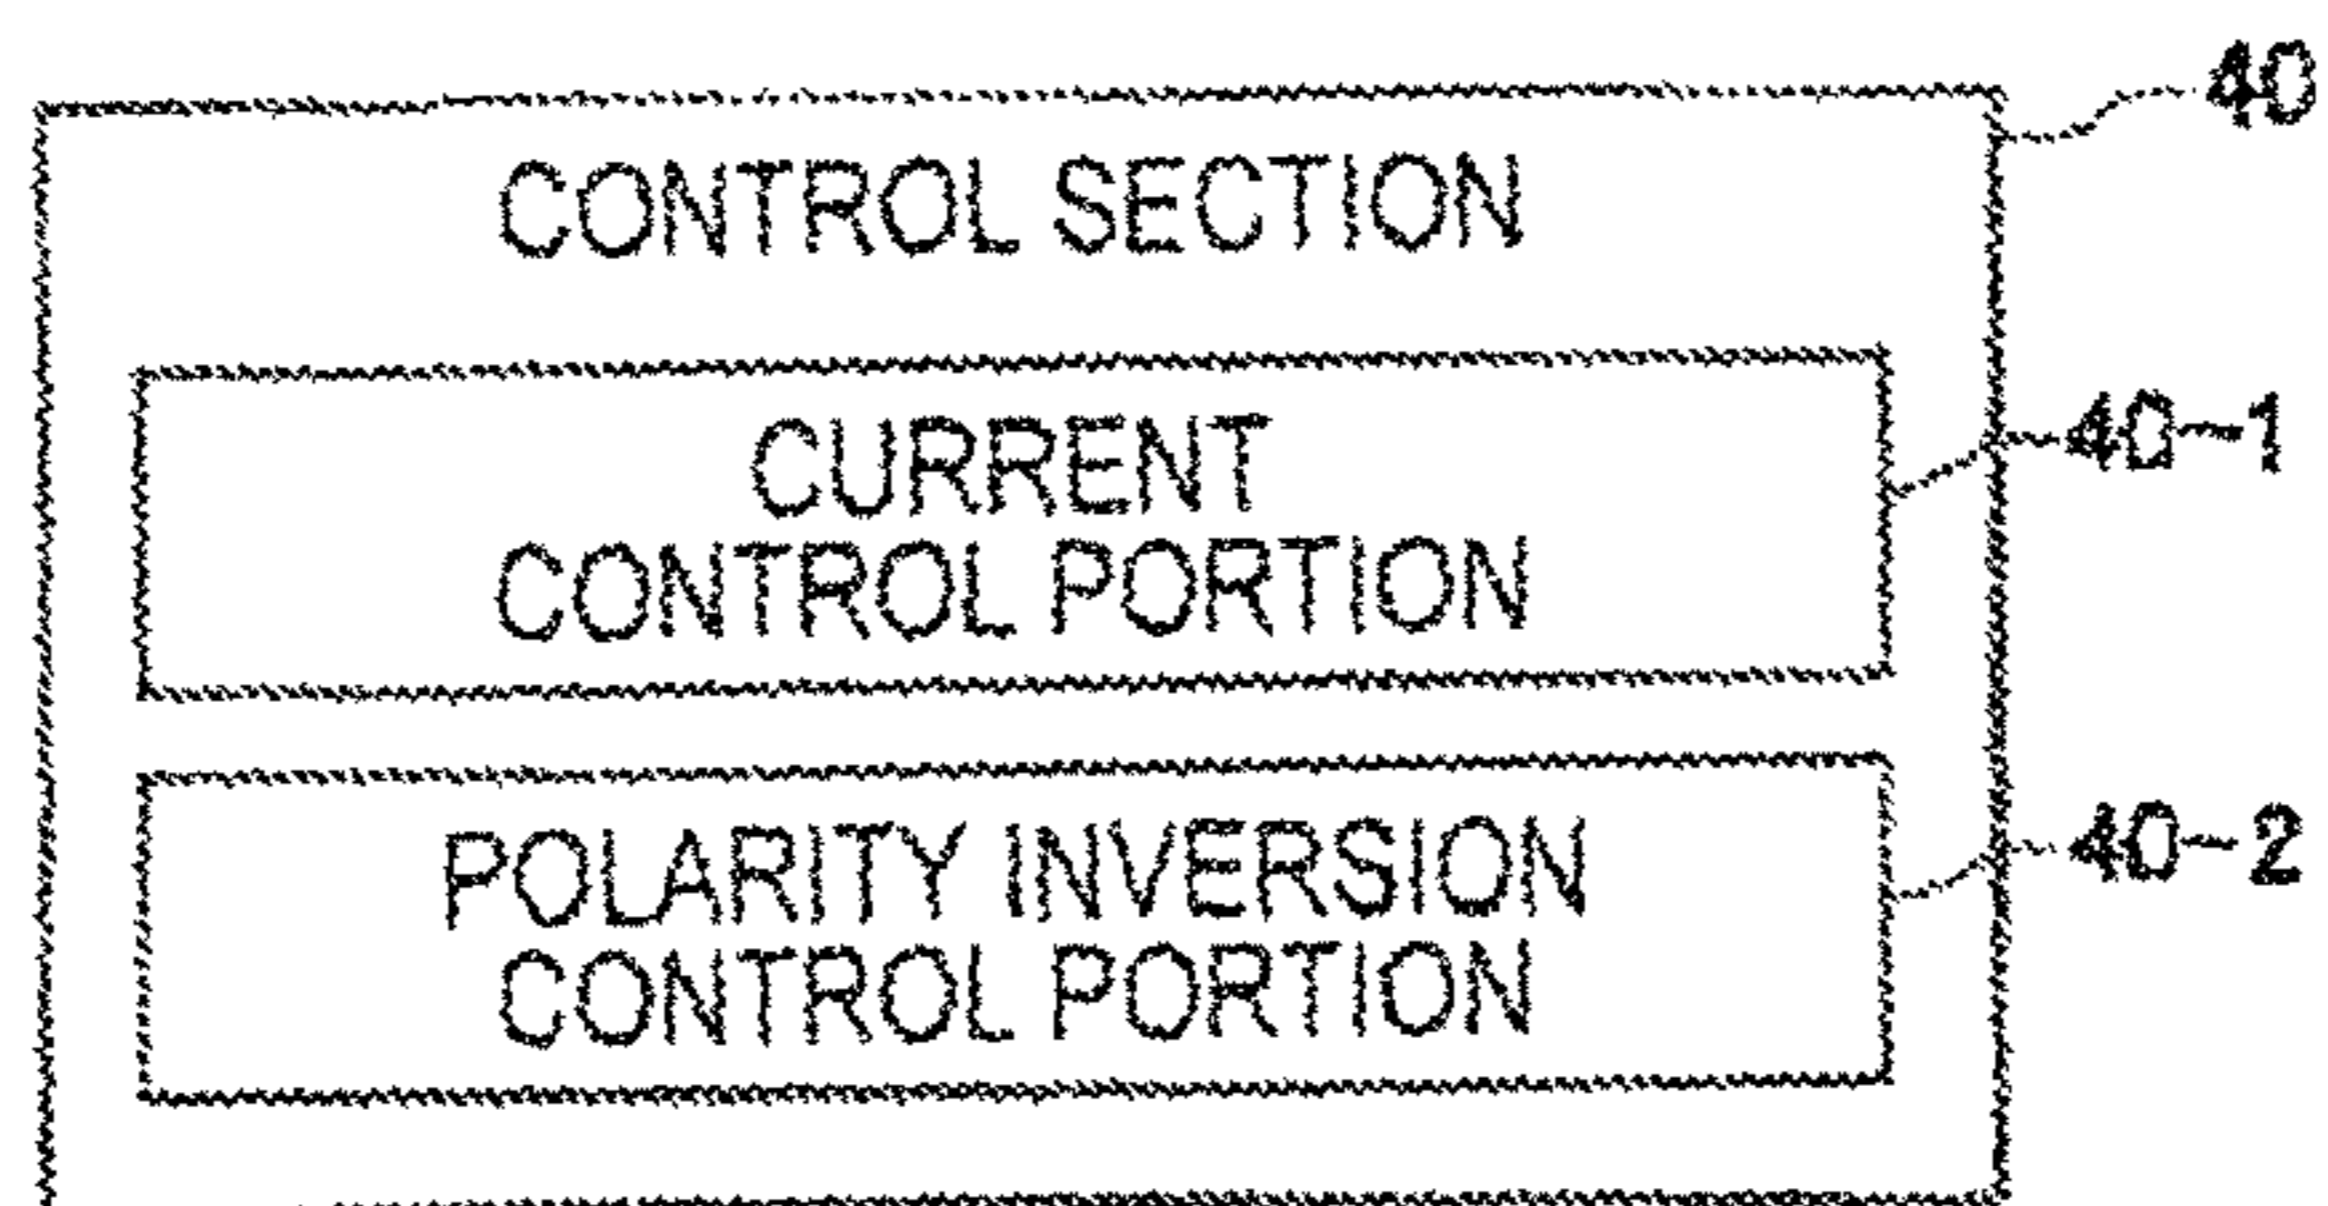 40
CONTROL SECTION
40-1
CURRENT
CONTROL PORTION
40-2
POLARITY INVERSION
CONTROL PORTION